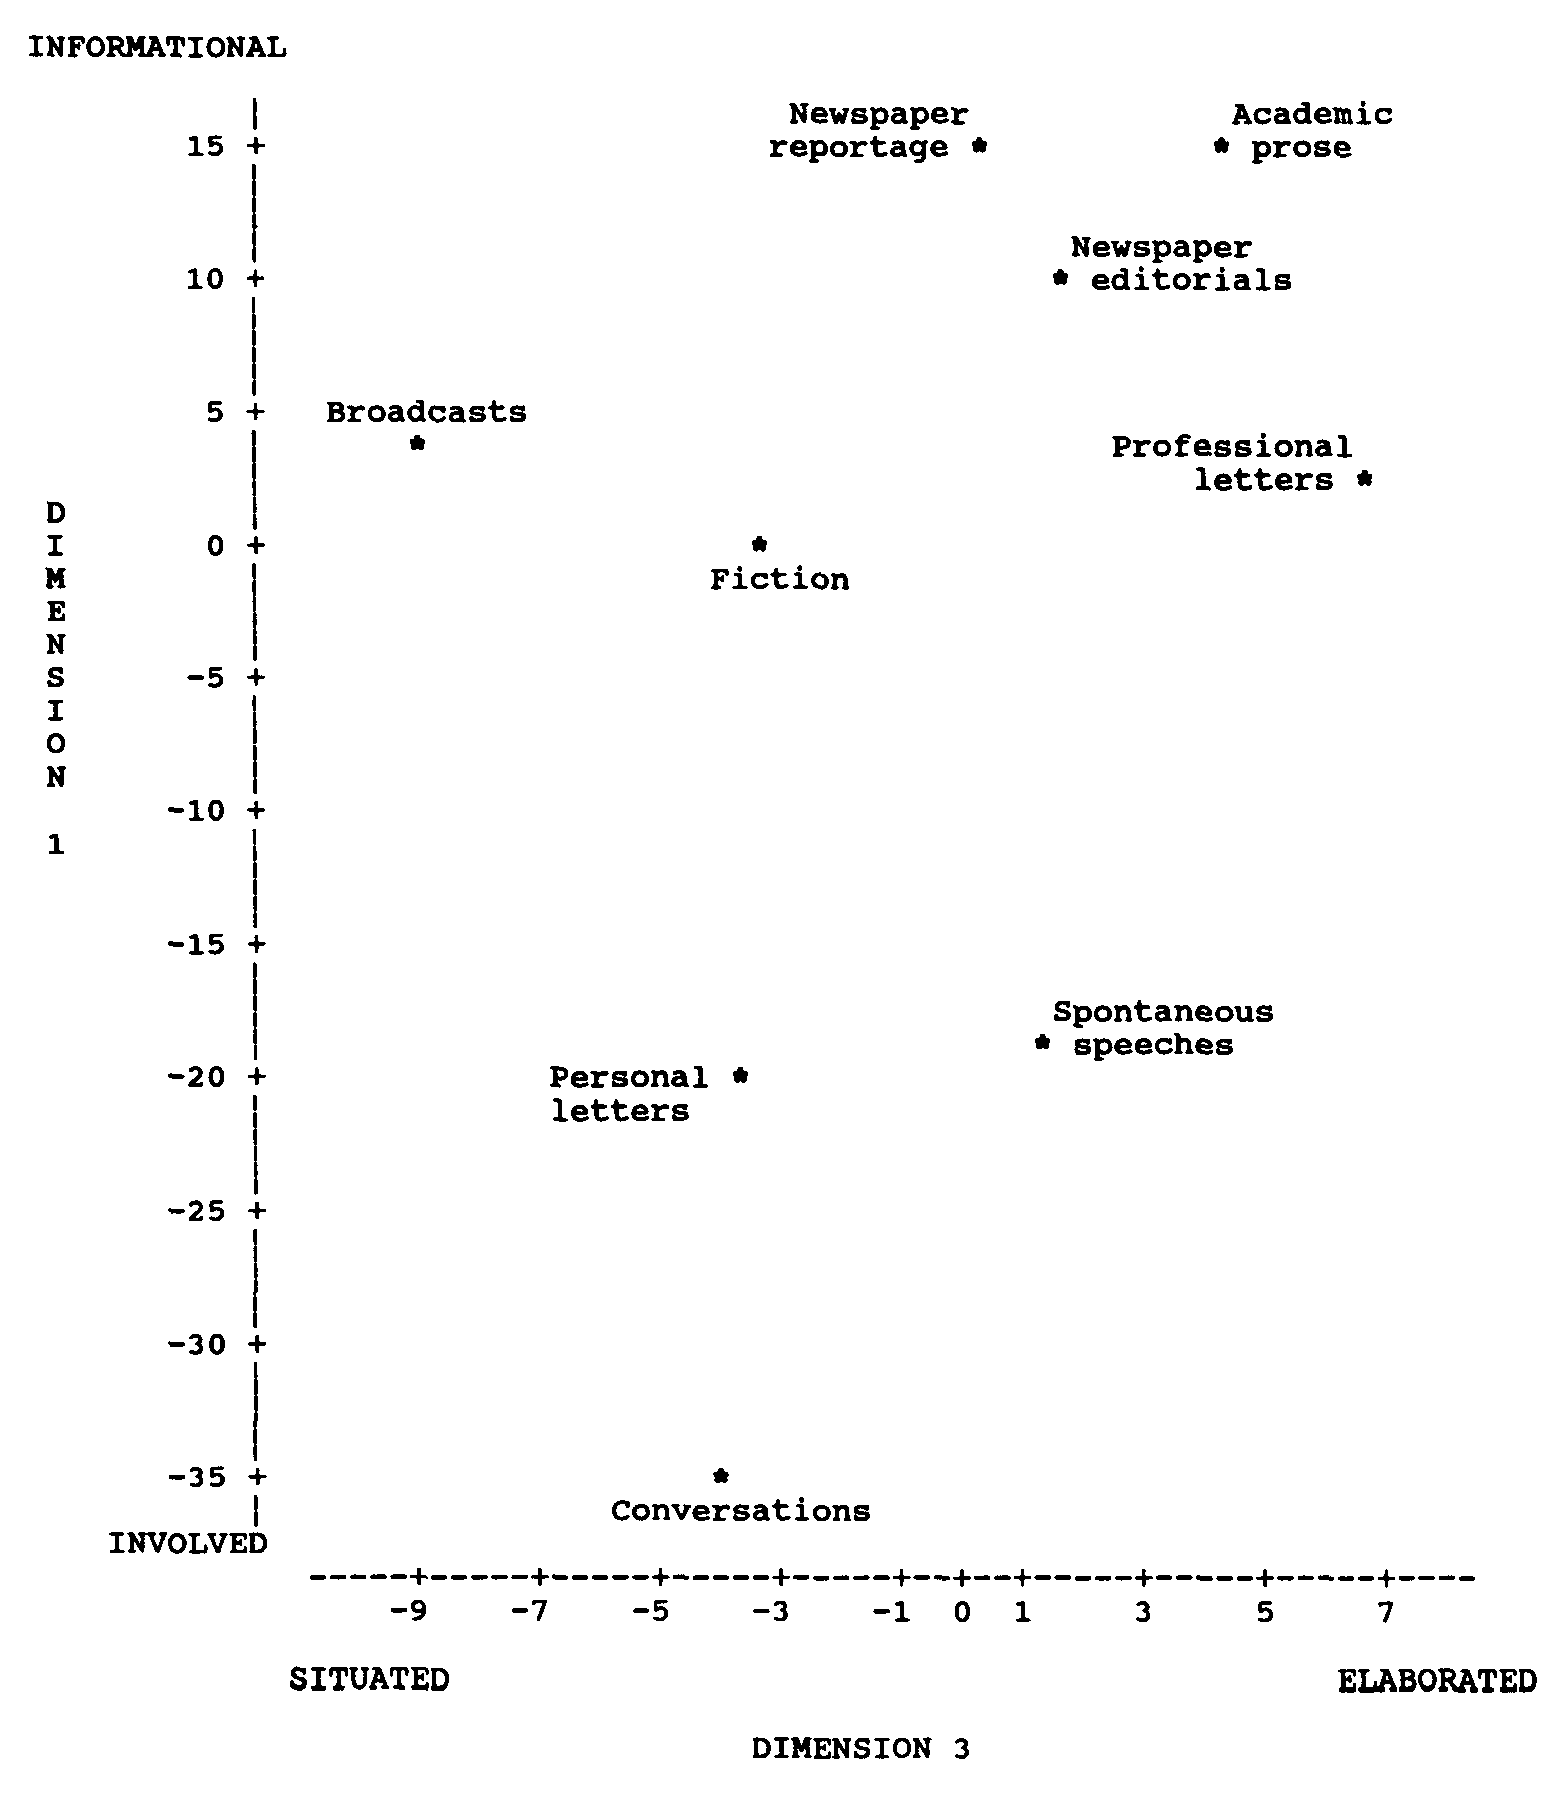 INFORMATIONAL
Newspaper
reportage *
Academic
* prose
15 +
Newspaper
* editorials
10 +
Broadcasts
*
5 +
Professional
letters *
0 +
*
Fiction
-5 +
DIMENSION 1
-10 +
-15 +
Spontaneous
* speeches
-20 +
Personal *
letters
-25 +
-30 +
-35 +
*
Conversations
INVOLVED
-9 -7 -5 -3 -1 0 1 3 5 7
SITUATED ELABORATED
DIMENSION 3